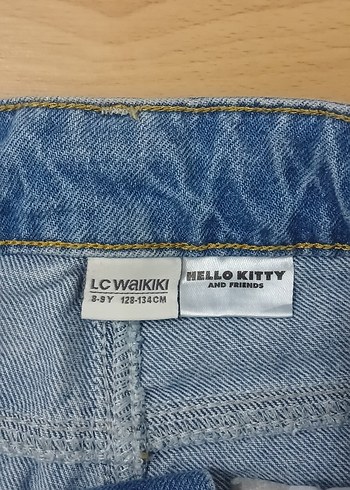 LC WAIKIKI
8-9Y 128-134CM
HELLO KITTY
AND FRIENDS